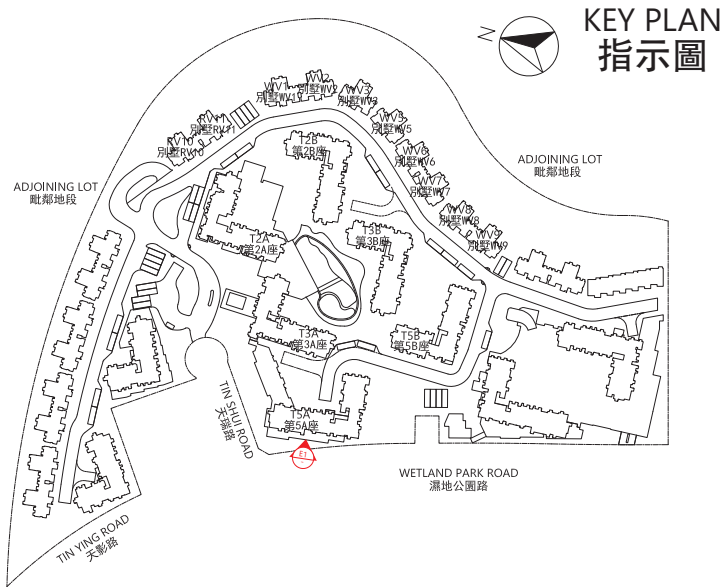 KEY PLAN
指示圖
N
WV1
別墅WV1
WV2
別墅WV2
WV3
別墅WV3
WV5
別墅WV5
WV6
別墅WV6
WV7
別墅WV7
WV8
別墅WV8
WV9
別墅WV9
RV11
別墅RV11
RV10
別墅RV10
ADJOINING LOT
毗鄰地段
ADJOINING LOT
毗鄰地段
T2B
第2B座
T2A
第2A座
T3B
第3B座
T3A
第3A座
T5B
第5B座
T5A
第5A座
E1
TIN SHUI ROAD
天瑞路
WETLAND PARK ROAD
濕地公園路
TIN YING ROAD
天影路